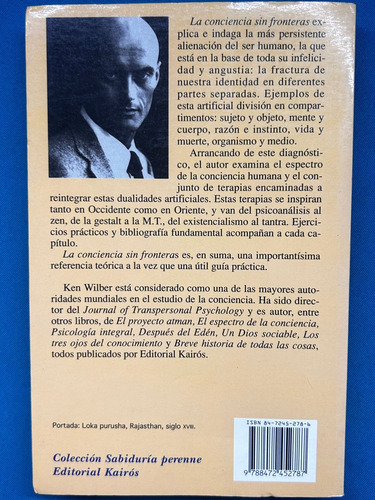 La conciencia sin fronteras ex-
plica e indaga la más persistente
alienación del ser humano, la que
está en la base de toda su infelici-
dad y angustia: la fractura de
nuestra identidad en diferentes
partes separadas. Ejemplos de
esta artificial división en compar-
timentos: sujeto y objeto, mente y
cuerpo, razón e instinto, vida y
muerte, organismo y medio.
Arrancando de este diagnósti-
co, el autor examina el espectro de
la conciencia humana y el con-
junto de terapias encaminadas a
reintegrar estas dualidades artificiales. Estas terapias se inspiran
tanto en Occidente como en Oriente, y van del psicoanálisis al
zen, de la gestalt a la M.T., del existencialismo al tantra. Ejerci-
cios prácticos y bibliografía fundamental acompañan a cada ca-
pítulo.
La conciencia sin fronteras es, en suma, una importantísima
referencia teórica a la vez que una útil guía práctica.
Ken Wilber está considerado como una de las mayores auto-
ridades mundiales en el estudio de la conciencia. Ha sido direc-
tor del Journal of Transpersonal Psychology y es autor, entre
otros libros, de El proyecto atman, El espectro de la conciencia,
Psicología integral, Después del Edén, Un Dios sociable, Los
tres ojos del conocimiento y Breve historia de todas las cosas,
todos publicados por Editorial Kairós.
Portada: Loka purusha, Rajasthan, siglo XVIII.
Colección Sabiduría perenne
Editorial Kairós
ISBN 84-7245-278-6
9 788472 452787